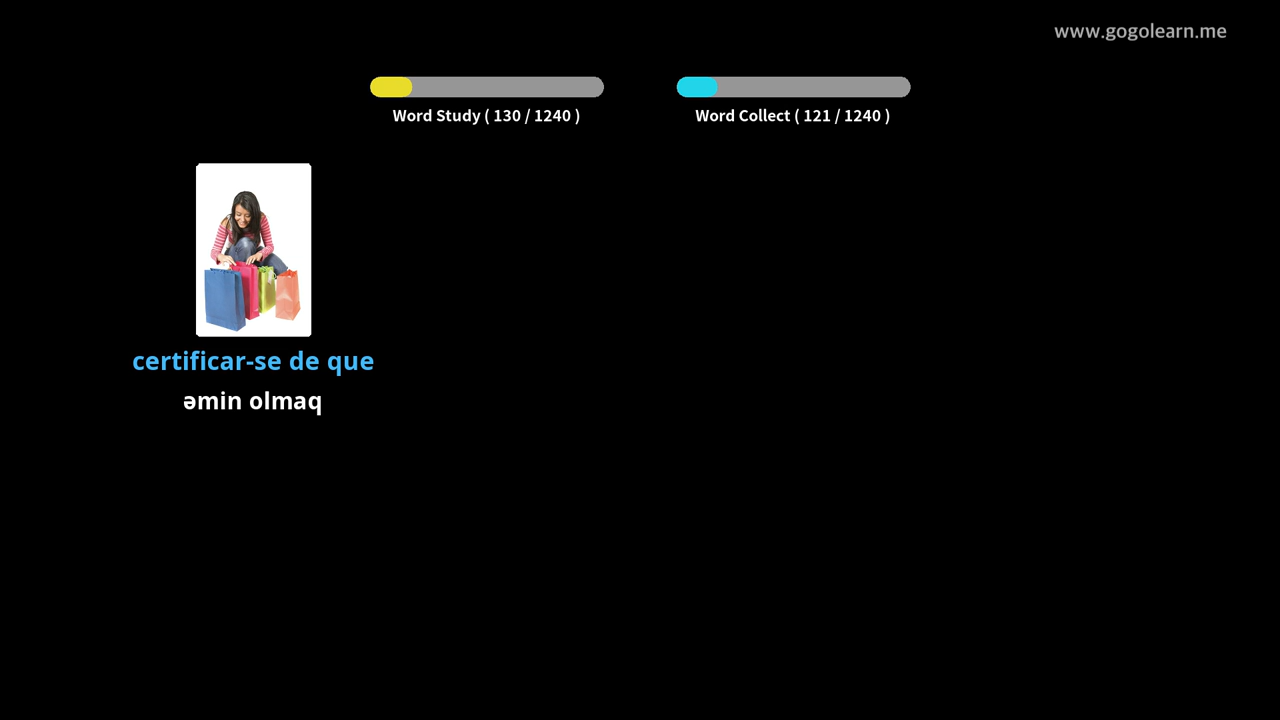 www.gogolearn.me
Word Study ( 130 / 1240 )
Word Collect ( 121 / 1240 )
certificar-se de que
əmin olmaq